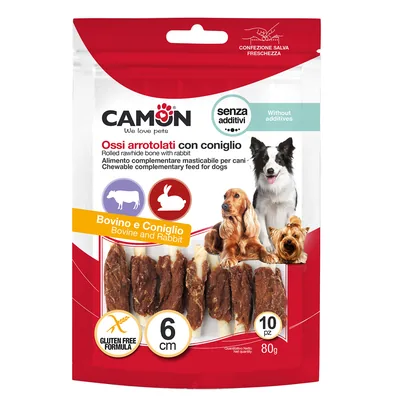 CONFEZIONE SALVA
FRESCHEZZA
CAMON
We love pets
senza
additivi
Without
additives
Ossi arrotolati con coniglio
Rolled rawhide bone with rabbit
Alimento complementare masticabile per cani
Chewable complementary feed for dogs
Bovino e Coniglio
Bovine and Rabbit
GLUTEN FREE
FORMULA
6
cm
10
pz
80g